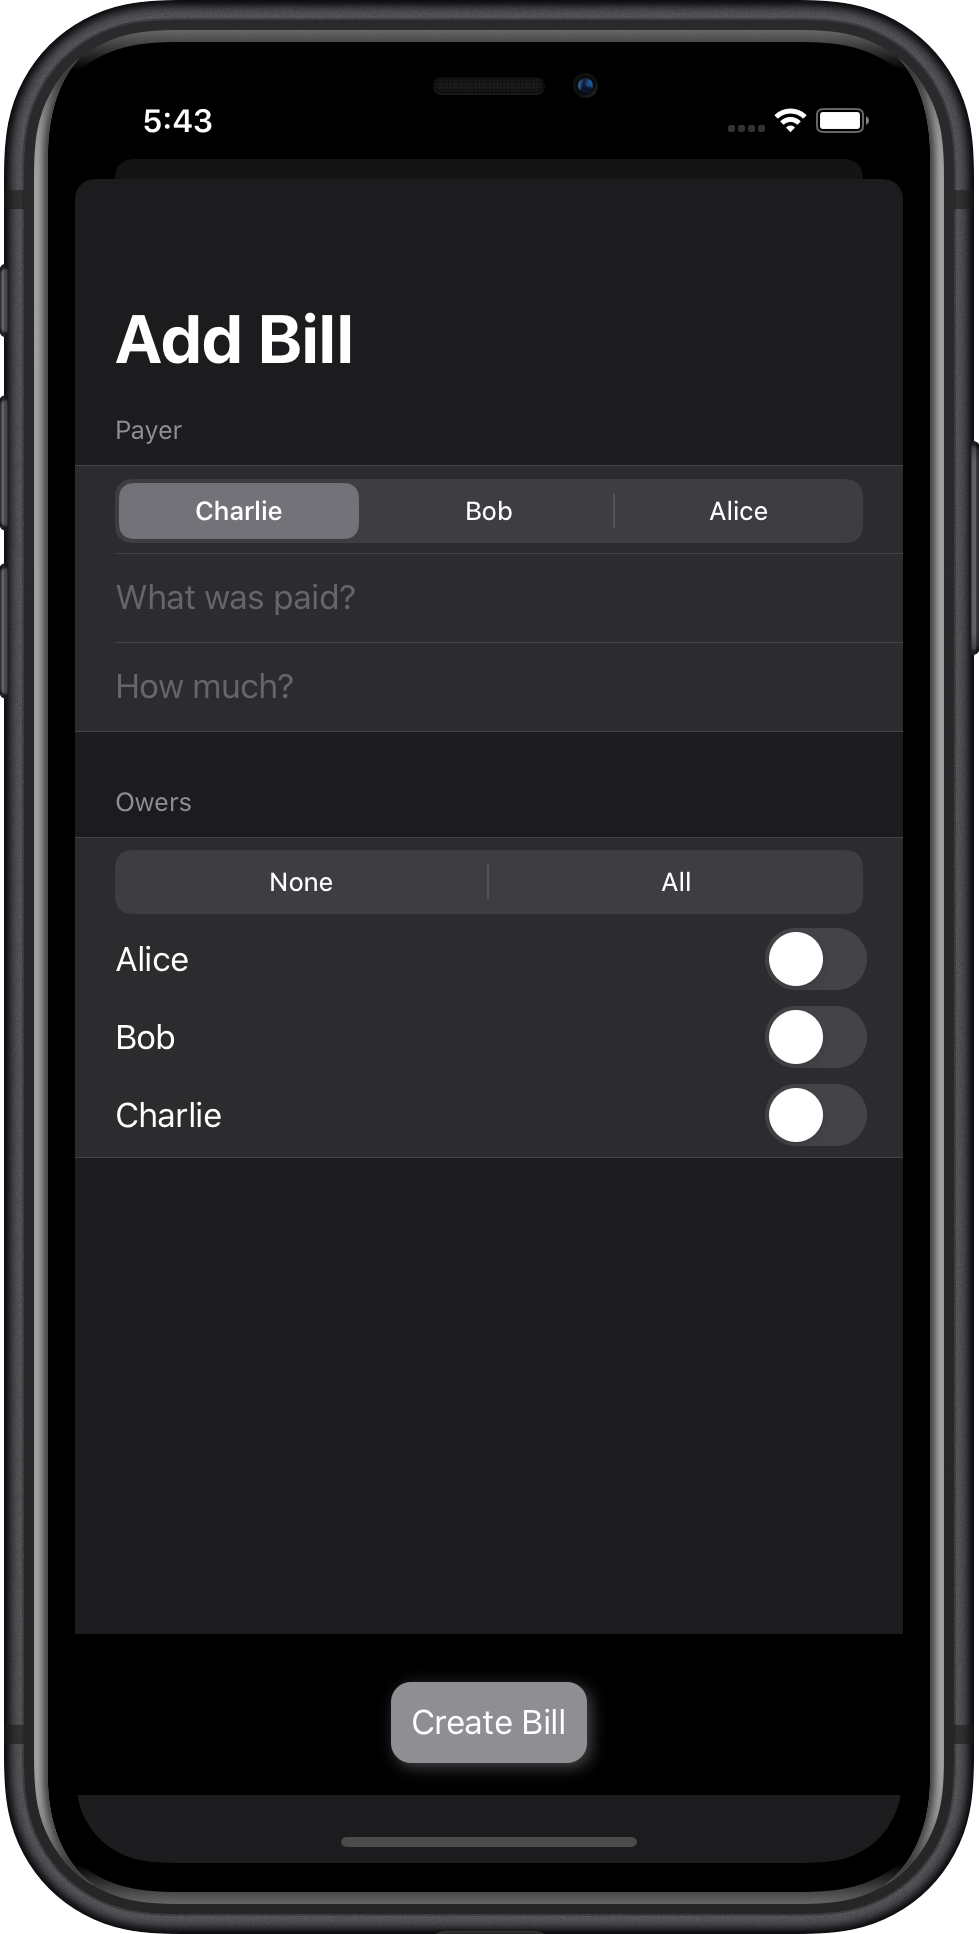 5:43
Add Bill
Payer
Charlie Bob Alice
What was paid?
How much?
Owers
None All
Alice
Bob
Charlie
Create Bill